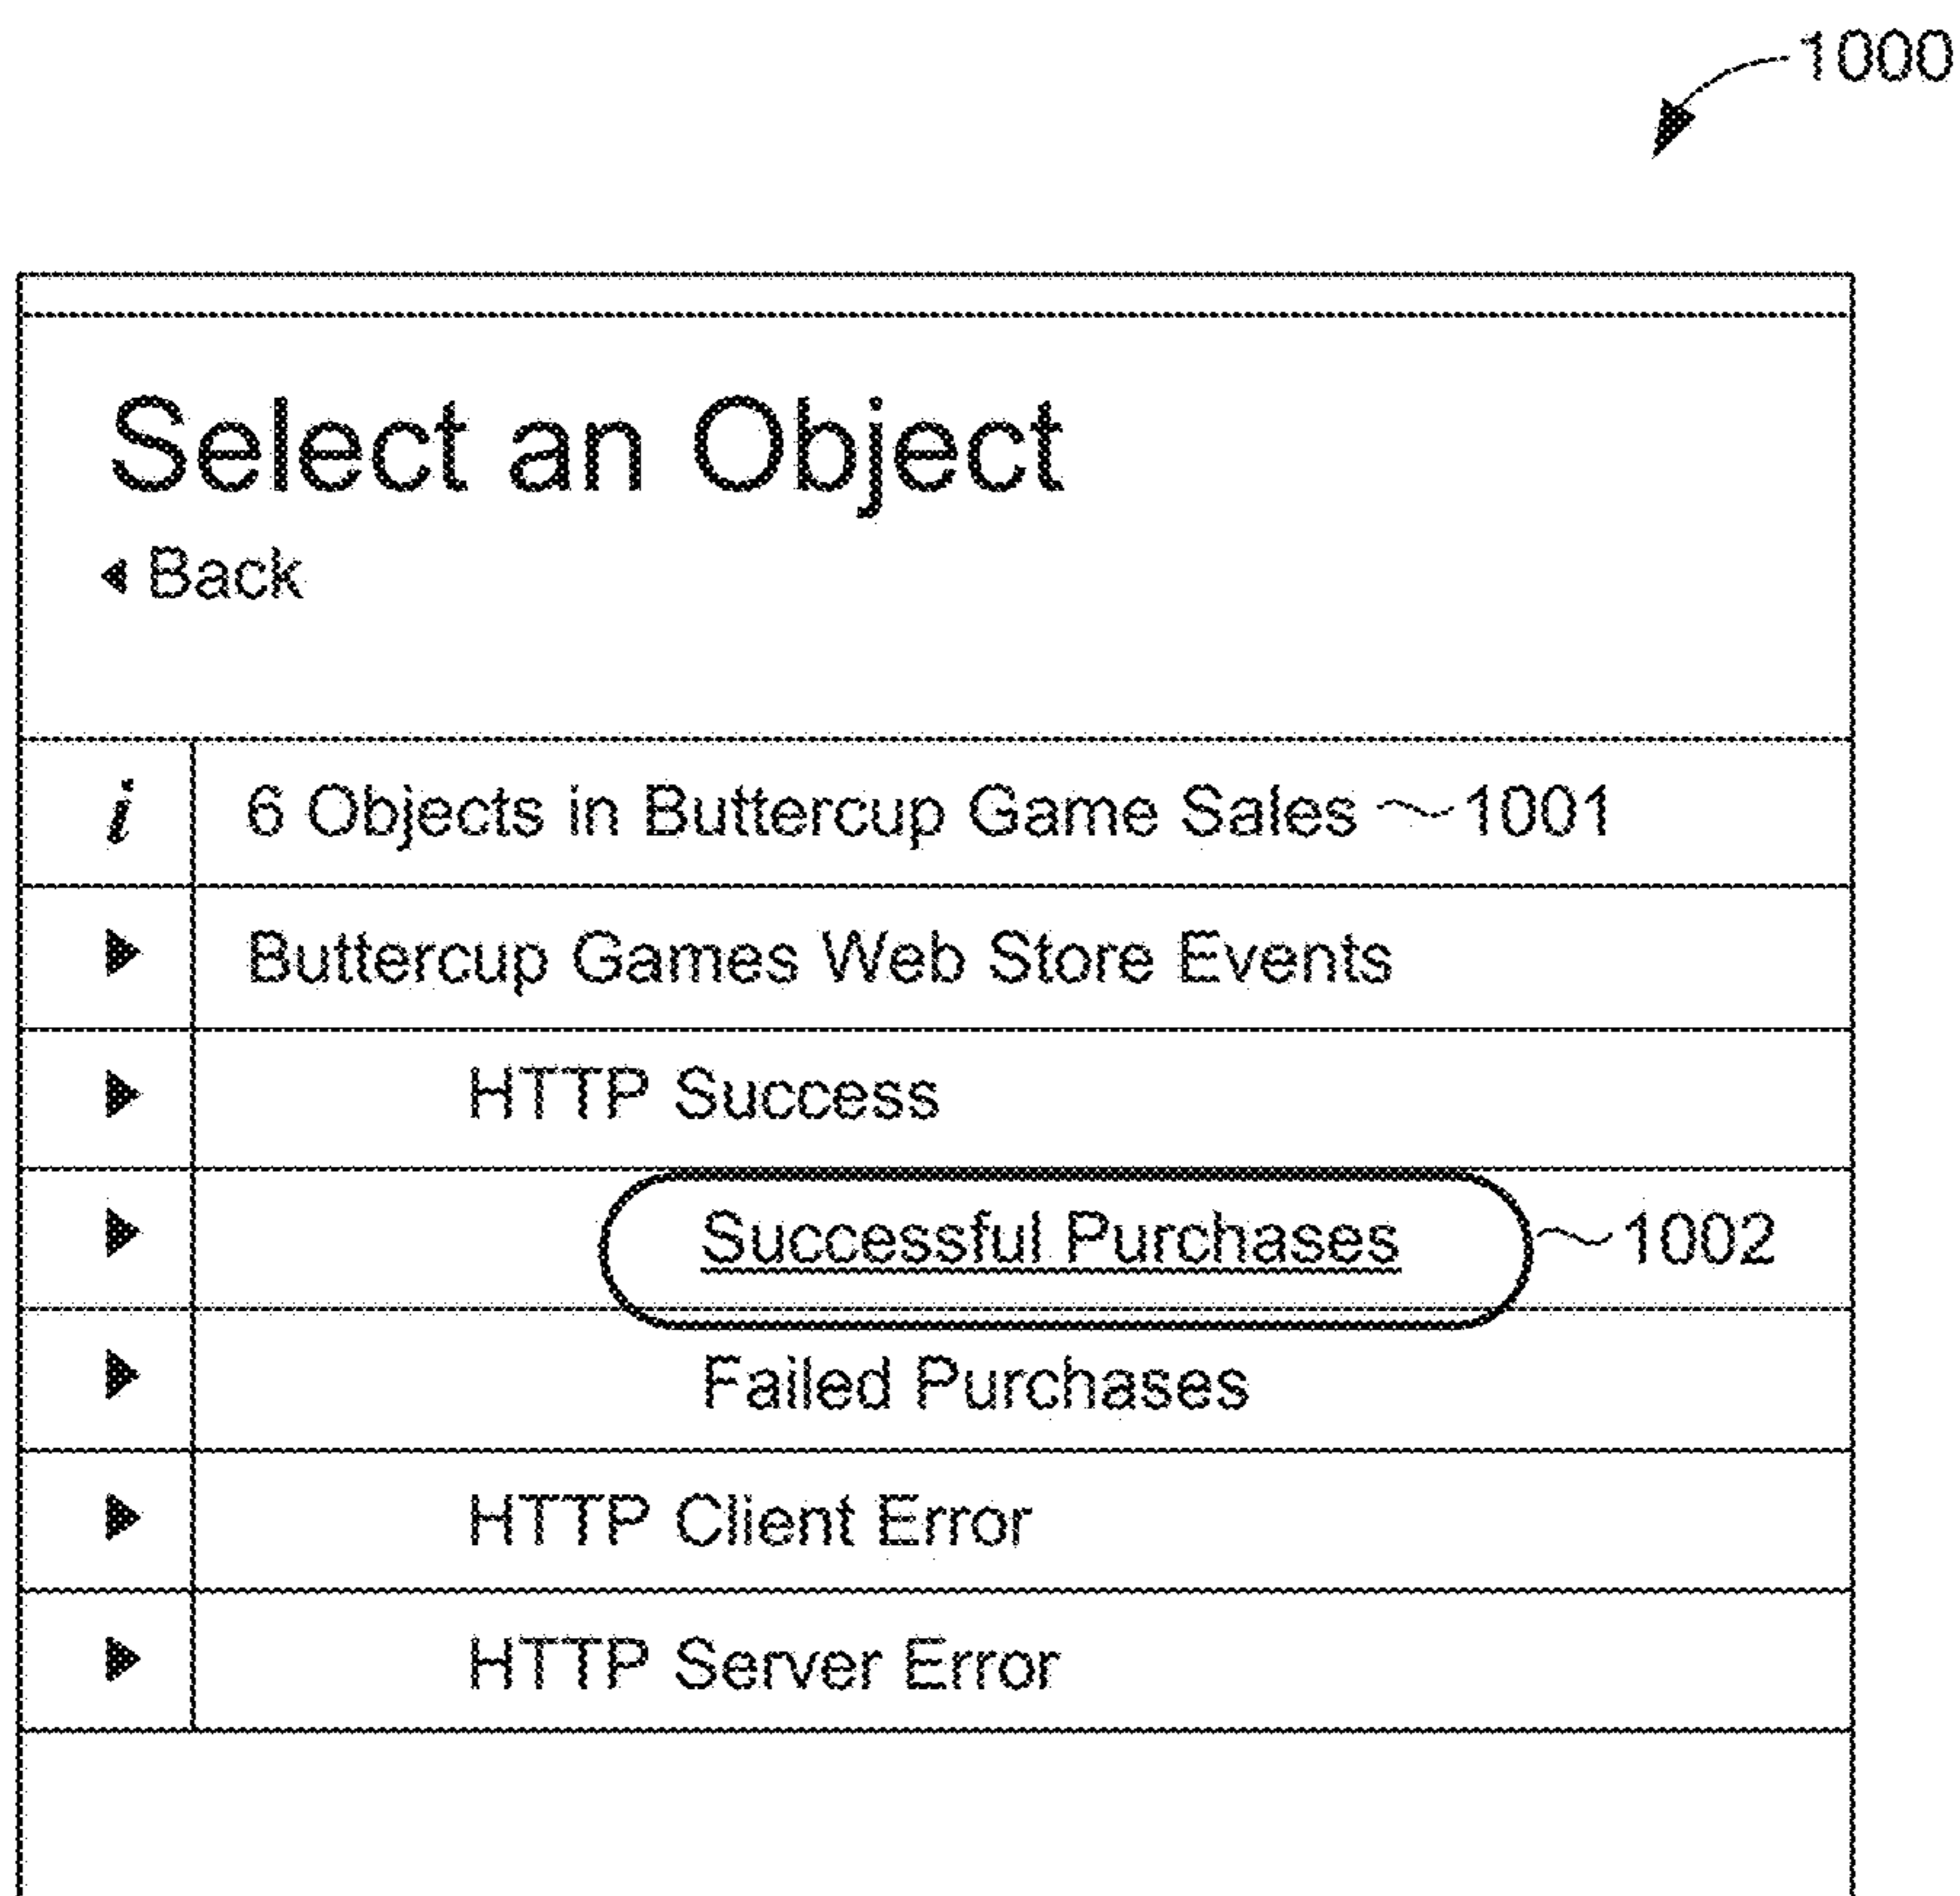 1000
Select an Object
Back
i 6 Objects in Buttercup Game Sales 1001
Buttercup Games Web Store Events
HTTP Success
Successful Purchases 1002
Failed Purchases
HTTP Client Error
HTTP Server Error